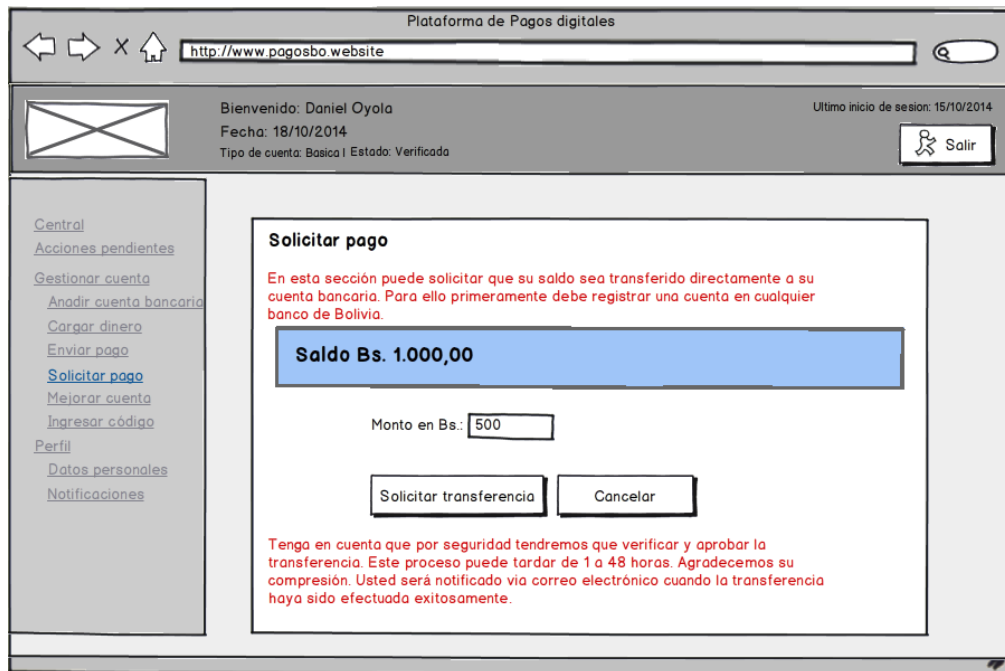 Plataforma de Pagos digitales
http://www.pagosbo.website
Bienvenido: Daniel Oyola
Ultimo inicio de sesion: 15/10/2014
Fecha: 18/10/2014
Tipo de cuenta: Basica | Estado: Verificada
Salir
Central
Acciones pendientes
Gestionar cuenta
Anadir cuenta bancaria
Cargar dinero
Enviar pago
Solicitar pago
Mejorar cuenta
Ingresar código
Perfil
Datos personales
Notificaciones
Solicitar pago
En esta sección puede solicitar que su saldo sea transferido directamente a su
cuenta bancaria. Para ello primeramente debe registrar una cuenta en cualquier
banco de Bolivia.
Saldo Bs. 1.000,00
Monto en Bs.: 500
Solicitar transferencia
Cancelar
Tenga en cuenta que por seguridad tendremos que verificar y aprobar la
transferencia. Este proceso puede tardar de 1 a 48 horas. Agradecemos su
compresión. Usted será notificado via correo electrónico cuando la transferencia
haya sido efectuada exitosamente.